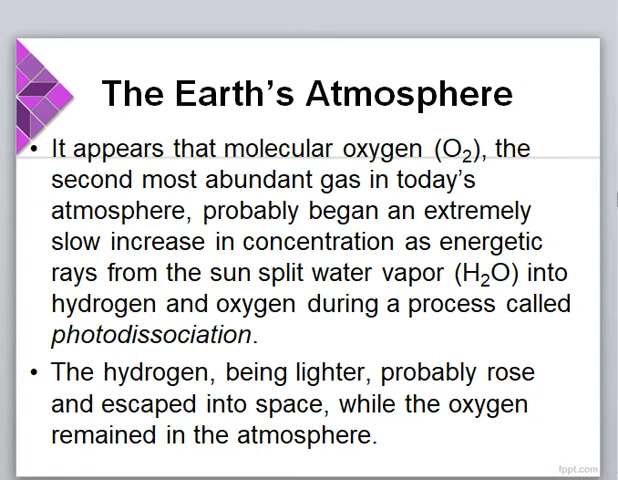 The Earth's Atmosphere
• It appears that molecular oxygen (O₂), the
second most abundant gas in today's
atmosphere, probably began an extremely
slow increase in concentration as energetic
rays from the sun split water vapor (H₂O) into
hydrogen and oxygen during a process called
photodissociation.
• The hydrogen, being lighter, probably rose
and escaped into space, while the oxygen
remained in the atmosphere.
fppt.com